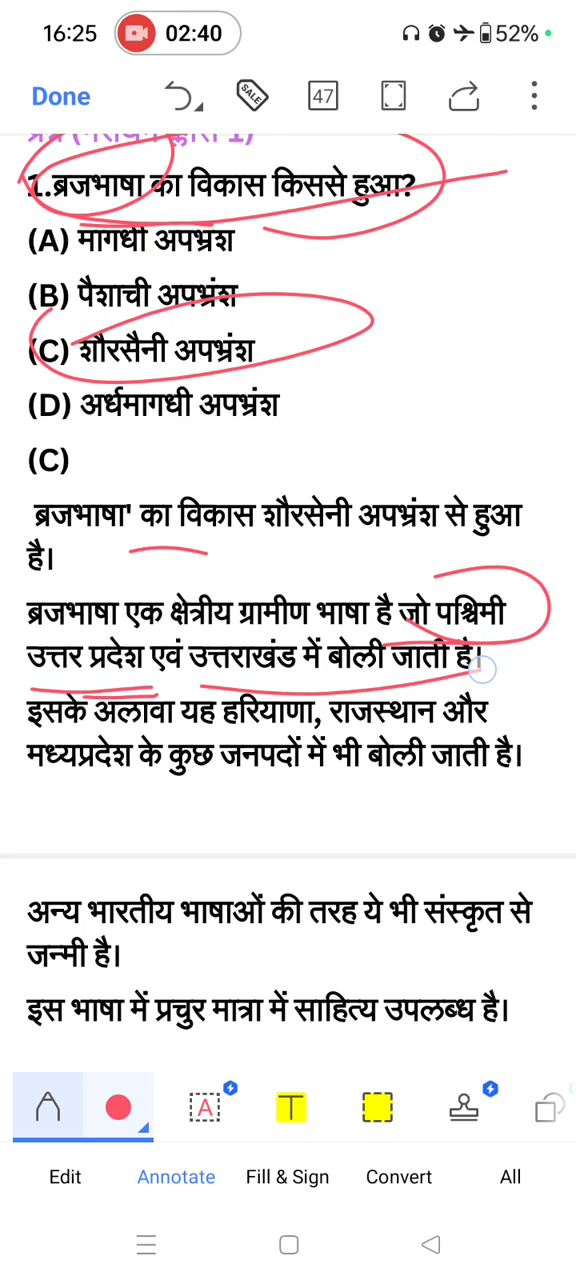 16:25
02:40
52%
Done
SALE
47
1.ब्रजभाषा का विकास किससे हुआ?
(A) मागधी अपभ्रश
(B) पैशाची अपभ्रंश
(C) शौरसैनी अपभ्रंश
(D) अर्धमागधी अपभ्रंश
(C)
ब्रजभाषा' का विकास शौरसेनी अपभ्रंश से हुआ
है।
ब्रजभाषा एक क्षेत्रीय ग्रामीण भाषा है जो पश्चिमी
उत्तर प्रदेश एवं उत्तराखंड में बोली जाती है।
इसके अलावा यह हरियाणा, राजस्थान और
मध्यप्रदेश के कुछ जनपदों में भी बोली जाती है।
अन्य भारतीय भाषाओं की तरह ये भी संस्कृत से
जन्मी है।
इस भाषा में प्रचुर मात्रा में साहित्य उपलब्ध है।
A
T
Edit
Annotate
Fill & Sign
Convert
All